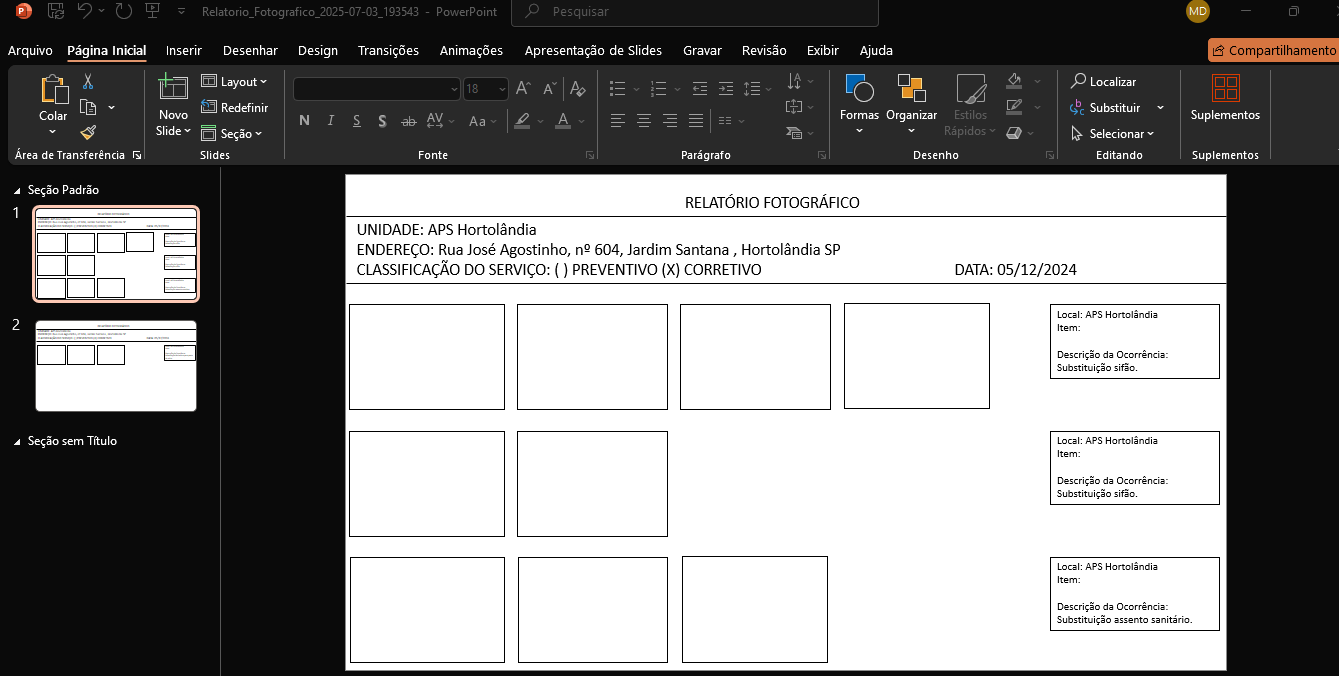 Relatorio_Fotografico_2025-07-03_193543 - PowerPoint
Pesquisar
MD
Arquivo Página Inicial Inserir Desenhar Design Transições Animações Apresentação de Slides Gravar Revisão Exibir Ajuda
Compartilhamento
Colar
Novo
Slide
Layout
Redefinir
Seção
18
N I S S ab AV Aa A
Formas
Organizar
Estilos
Rápidos
Localizar
Substituir
Selecionar
Suplementos
Área de Transferência
Slides
Fonte
Parágrafo
Desenho
Editando
Suplementos
Seção Padrão
1
2
Seção sem Título
RELATÓRIO FOTOGRÁFICO
UNIDADE: APS Hortolândia
ENDEREÇO: Rua José Agostinho, nº 604, Jardim Santana , Hortolândia SP
CLASSIFICAÇÃO DO SERVIÇO: ( ) PREVENTIVO (X) CORRETIVO DATA: 05/12/2024
Local: APS Hortolândia
Item:
Descrição da Ocorrência:
Substituição sifão.
Local: APS Hortolândia
Item:
Descrição da Ocorrência:
Substituição sifão.
Local: APS Hortolândia
Item:
Descrição da Ocorrência:
Substituição assento sanitário.